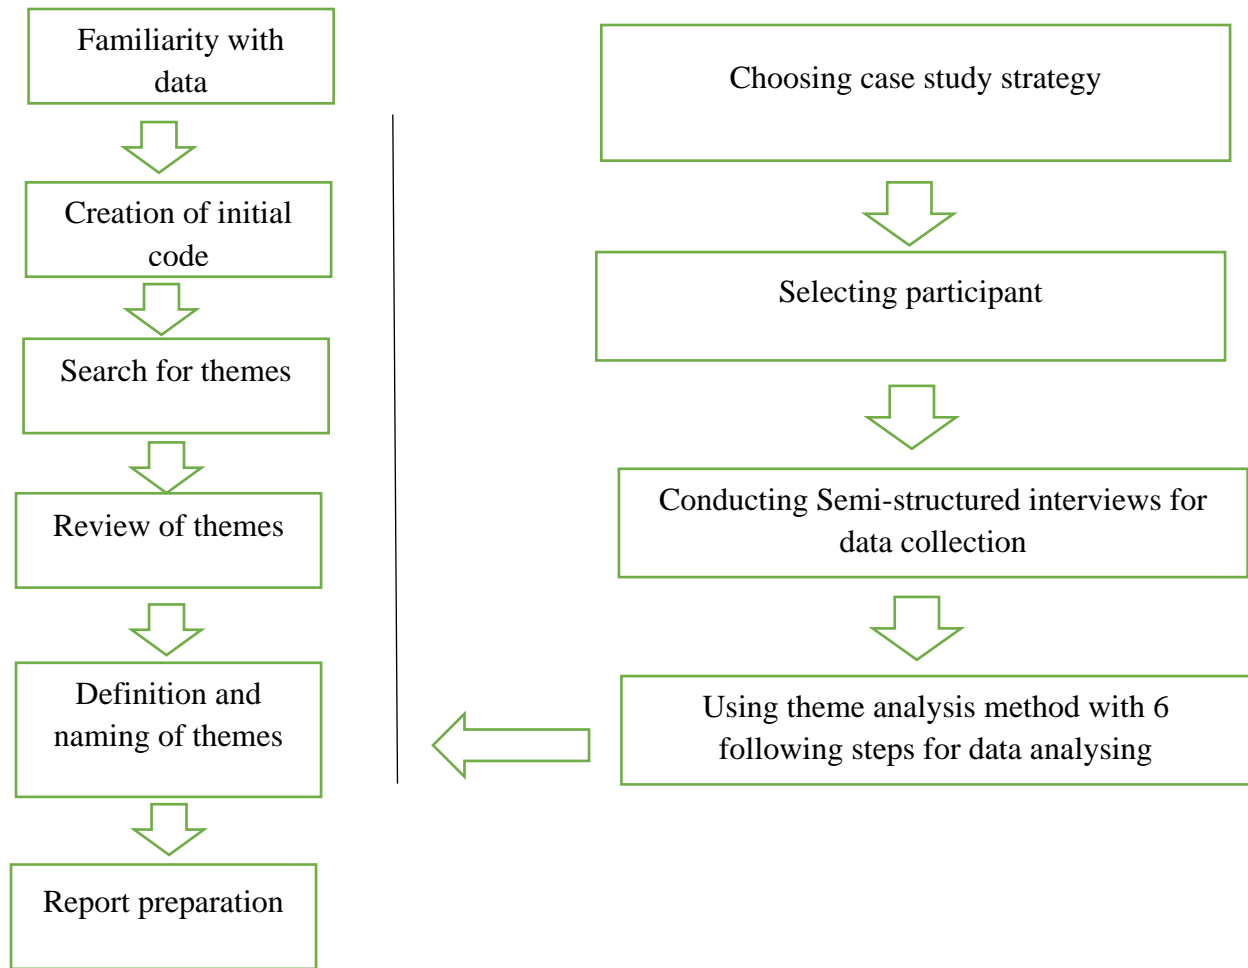 Familiarity with
data
Creation of initial
code
Search for themes
Review of themes
Definition and
naming of themes
Report preparation
Choosing case study strategy
Selecting participant
Conducting Semi-structured interviews for
data collection
Using theme analysis method with 6
following steps for data analysing